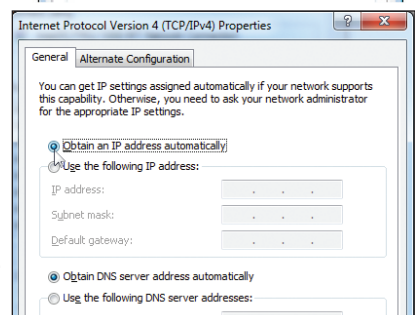 Internet Protocol Version 4 (TCP/IPv4) Properties
General
Alternate Configuration
You can get IP settings assigned automatically if your network supports
this capability. Otherwise, you need to ask your network administrator
for the appropriate IP settings.
Obtain an IP address automatically
Use the following IP address:
IP address:
Subnet mask:
Default gateway:
Obtain DNS server address automatically
Use the following DNS server addresses: